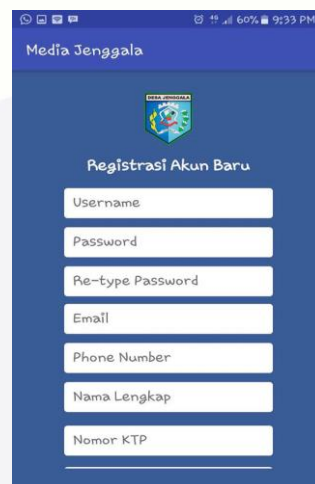 60% 9:33 PM
Media Jenggala
DESA JENGGALA
Registrasi Akun Baru
Username
Password
Re-type Password
Email
Phone Number
Nama Lengkap
Nomor KTP